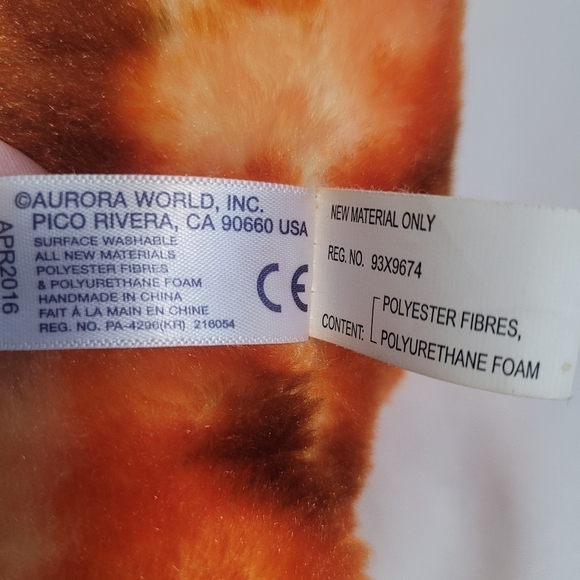 ©AURORA WORLD, INC.
PICO RIVERA, CA 90660 USA
SURFACE WASHABLE
ALL NEW MATERIALS
POLYESTER FIBRES
& POLYURETHANE FOAM
HANDMADE IN CHINA
FAIT Á LA MAIN EN CHINE
REG. NO. PA-4296(KR) 216054
APR2016
CE
NEW MATERIAL ONLY
REG. NO. 93X9674
CONTENT:
POLYESTER FIBRES,
POLYURETHANE FOAM